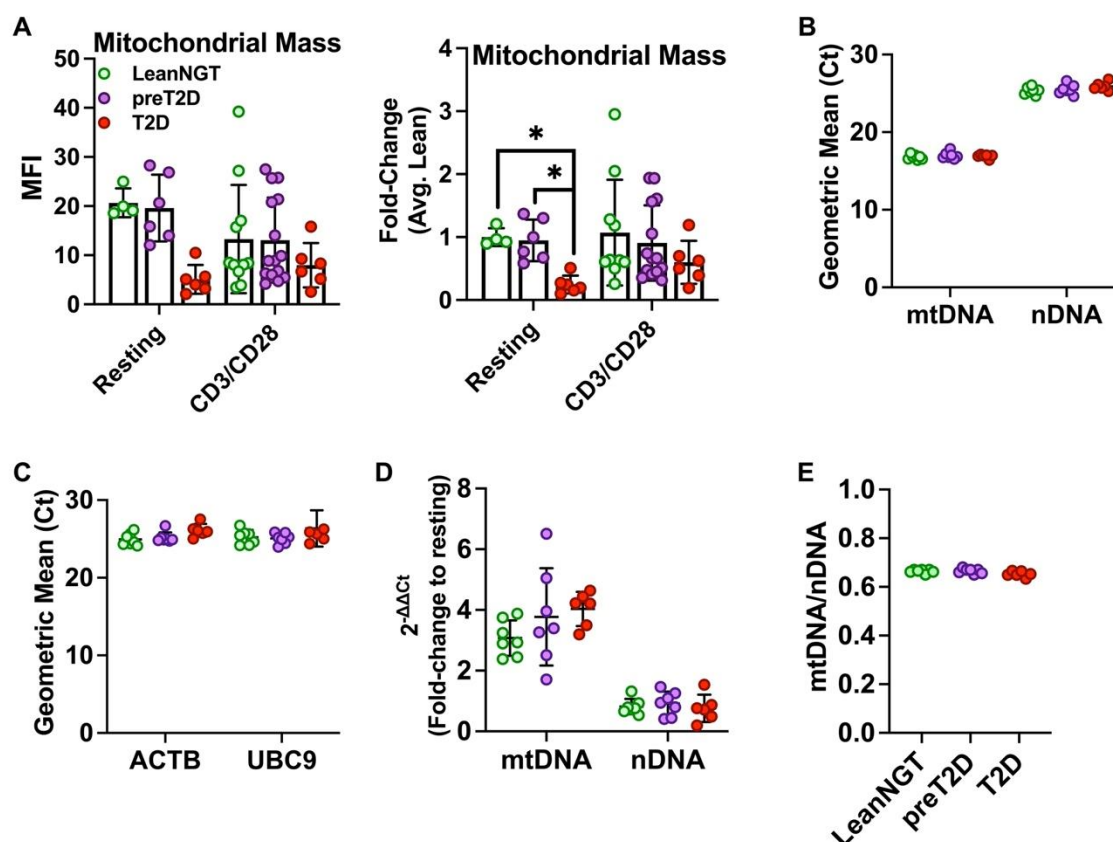 A
Mitochondrial Mass
LeanNGT
preT2D
T2D
MFI
50
40
30
20
10
0
Resting
CD3/CD28
Mitochondrial Mass
Fold-Change
(Avg. Lean)
4
3
2
1
0
*
*
Resting
CD3/CD28
B
Geometric Mean (Ct)
30
20
10
0
mtDNA
nDNA
C
Geometric Mean (Ct)
30
20
10
0
ACTB
UBC9
D
2^-ΔΔCt
(Fold-change to resting)
8
6
4
2
0
mtDNA
nDNA
E
mtDNA/nDNA
1.0
0.8
0.6
0.4
0.2
0.0
LeanNGT
preT2D
T2D